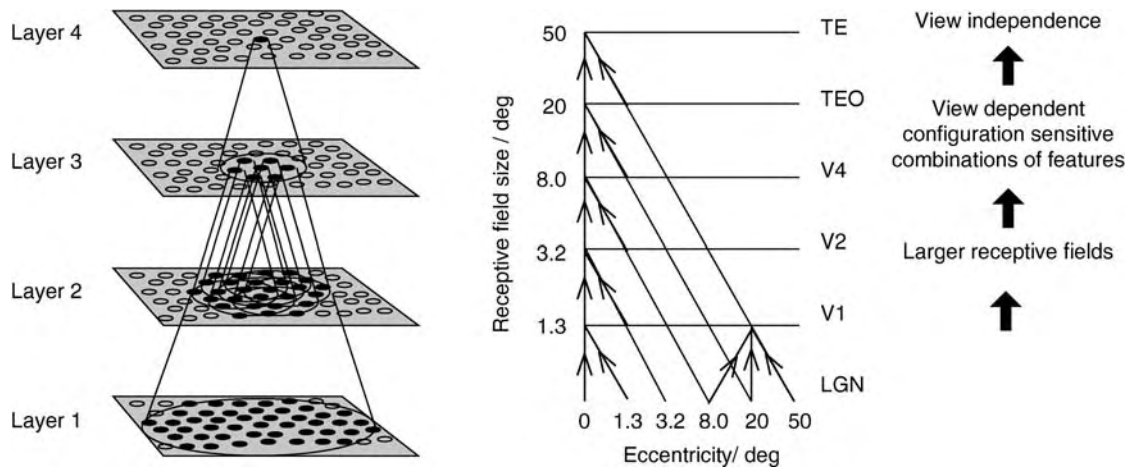 Layer 4
Layer 3
Layer 2
Layer 1
Receptive field size / deg
50
20
8.0
3.2
1.3
TE
TEO
V4
V2
V1
LGN
0 1.3 3.2 8.0 20 50
Eccentricity/ deg
View independence
View dependent
configuration sensitive
combinations of features
Larger receptive fields